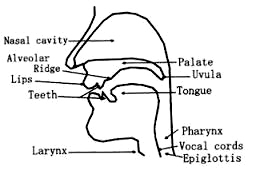 Nasal cavity
Alveolar
Ridge
Lips
Teeth
Palate
Uvula
Tongue
Pharynx
Vocal cords
Epiglottis
Larynx